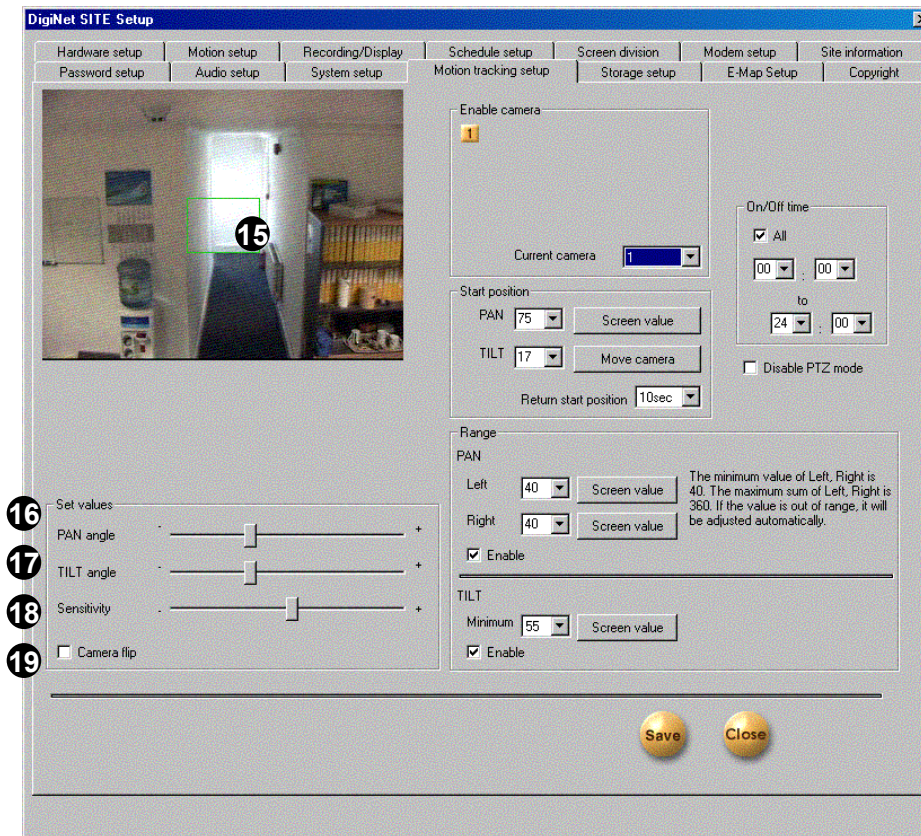 DigiNet SITE Setup
Hardware setup
Motion setup
Recording/Display
Schedule setup
Screen division
Modem setup
Site information
Password setup
Audio setup
System setup
Motion tracking setup
Storage setup
E-Map Setup
Copyright
15
Enable camera
1
Current camera 1
On/Off time
All
00 : 00
to
24 : 00
Disable PTZ mode
Start position
PAN 75 Screen value
TILT 17 Move camera
Return start position 10sec
Range
PAN
Left 40 Screen value
Right 40 Screen value
The minimum value of Left, Right is
40. The maximum sum of Left, Right is
360. If the value is out of range, it will
be adjusted automatically.
Enable
TILT
Minimum 55 Screen value
Enable
Set values
16 PAN angle - +
17 TILT angle - +
18 Sensitivity - +
19 Camera flip
Save
Close